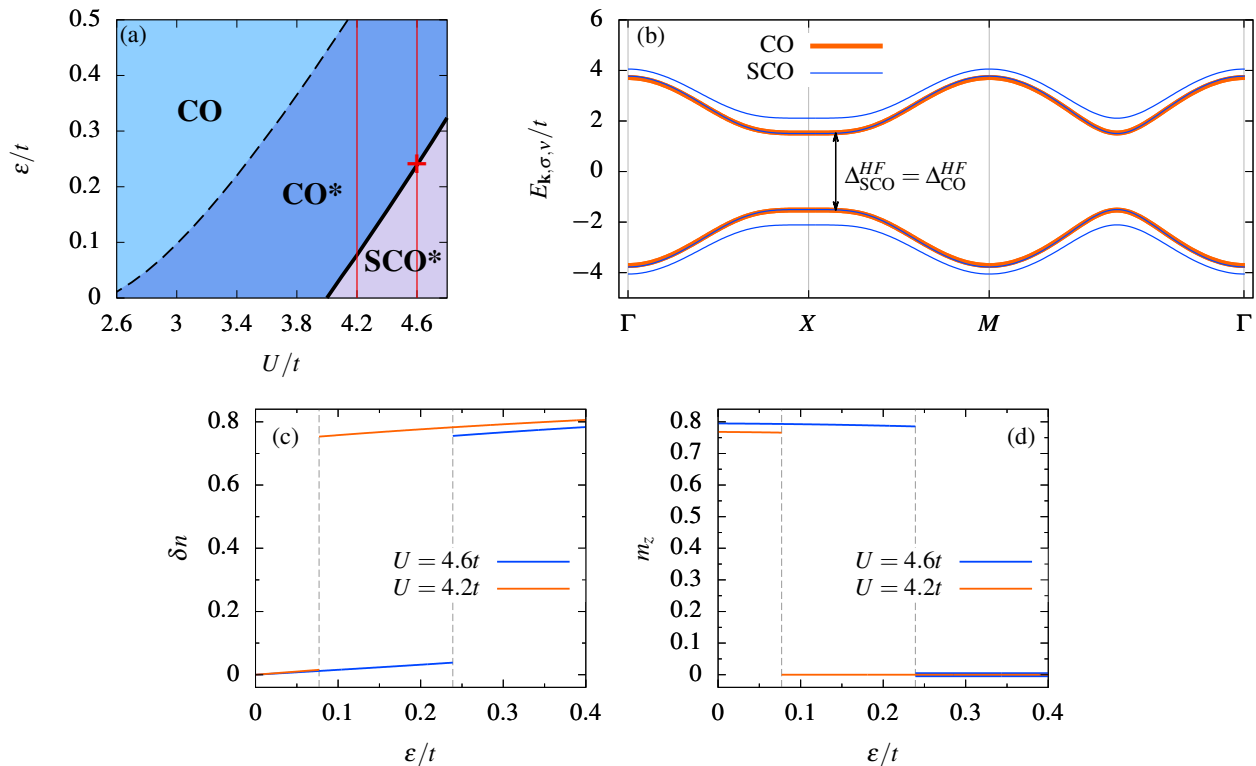 (a)
CO
CO*
SCO*
ε/t
0.5
0.4
0.3
0.2
0.1
0
2.6 3 3.4 3.8 4.2 4.6
U/t
(b)
CO
SCO
E_{k,σ,ν}/t
6
4
2
0
−2
−4
Δ^{HF}_{SCO} = Δ^{HF}_{CO}
Γ X M Γ
(c)
δn
0.8
0.6
0.4
0.2
0
U = 4.6t
U = 4.2t
0 0.1 0.2 0.3 0.4
ε/t
(d)
m_z
0.8
0.7
0.6
0.5
0.4
0.3
0.2
0.1
0
U = 4.6t
U = 4.2t
0 0.1 0.2 0.3 0.4
ε/t